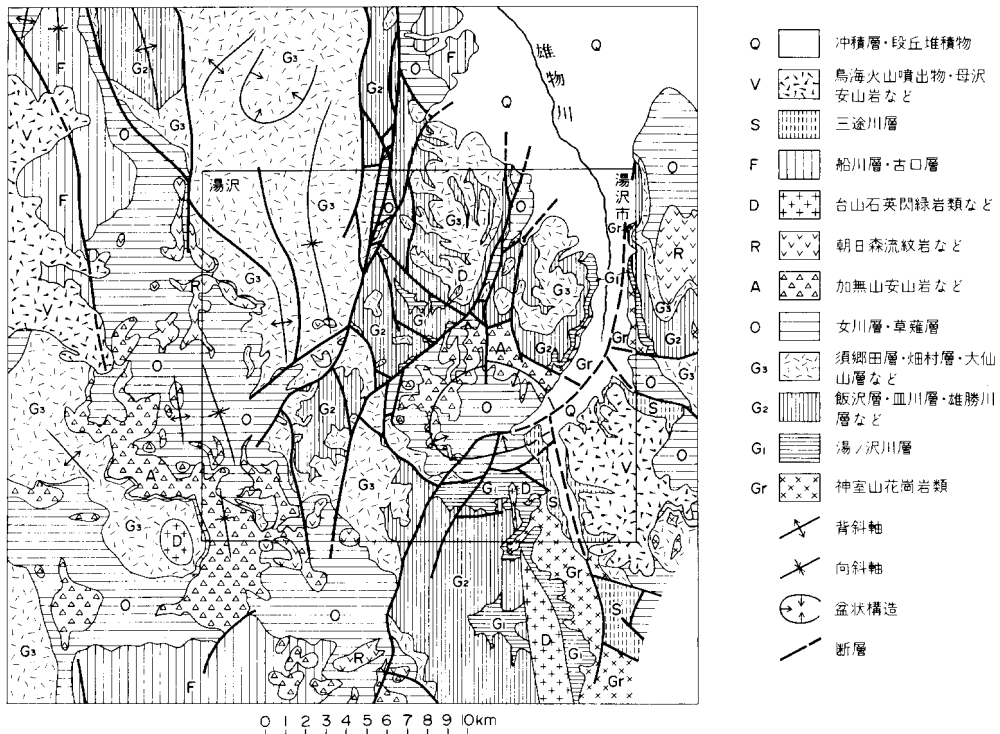 雄物川
湯沢
湯沢市
Q 沖積層・段丘堆積物
V 鳥海火山噴出物・母沢
安山岩など
S 三途川層
F 船川層・古口層
D 台山石英閃緑岩類など
R 朝日森流紋岩など
A 加無山安山岩など
O 女川層・草薙層
G₃ 須郷田層・畑村層・大仙
山層など
G₂ 飯沢層・皿川層・雄勝川
層など
G₁ 湯ノ沢川層
Gr 神室山花崗岩類
背斜軸
向斜軸
盆状構造
断層
0 1 2 3 4 5 6 7 8 9 10km